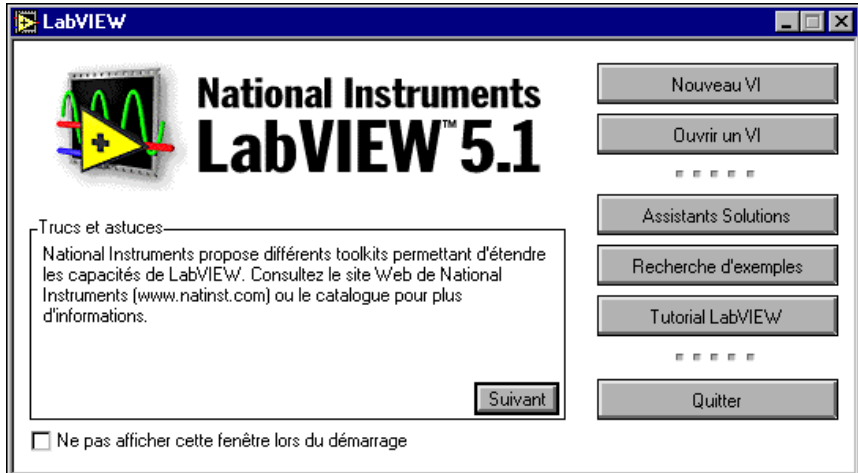 LabVIEW
National Instruments
LabVIEW™5.1
Trucs et astuces
National Instruments propose différents toolkits permettant d'étendre
les capacités de LabVIEW. Consultez le site Web de National
Instruments (www.natinst.com) ou le catalogue pour plus
d'informations.
Suivant
Ne pas afficher cette fenêtre lors du démarrage
Nouveau VI
Ouvrir un VI
Assistants Solutions
Recherche d'exemples
Tutorial LabVIEW
Quitter